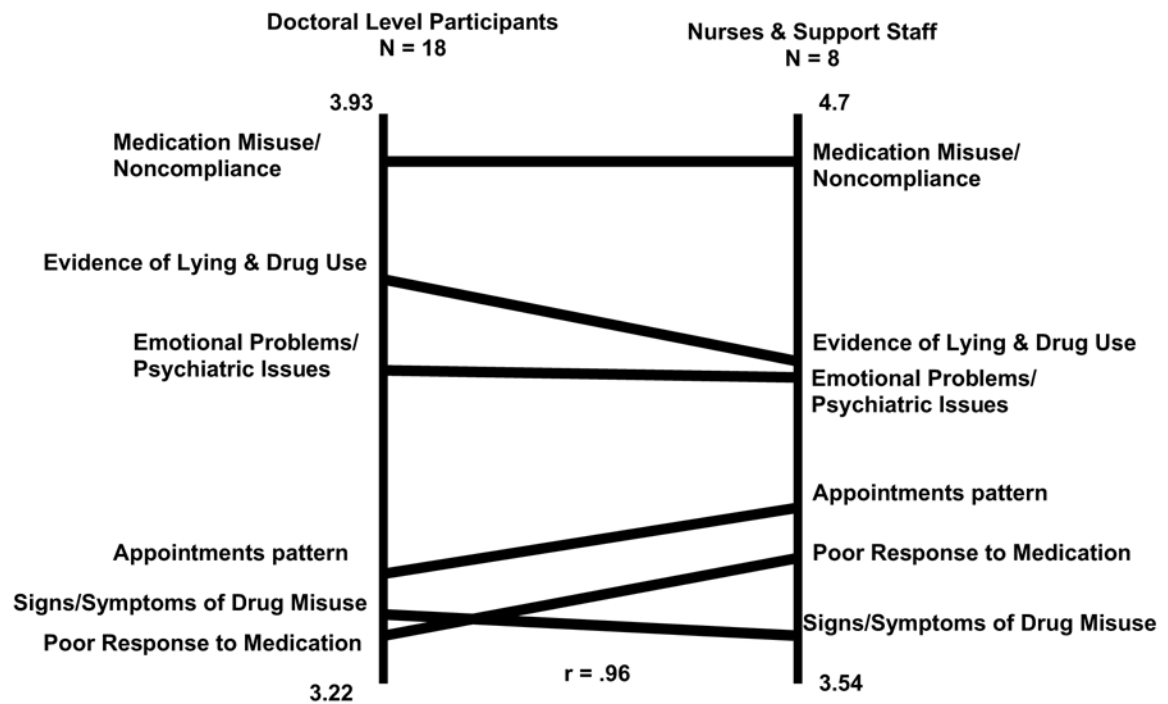 Doctoral Level Participants
N = 18
Nurses & Support Staff
N = 8
3.93
4.7
Medication Misuse/
Noncompliance
Medication Misuse/
Noncompliance
Evidence of Lying & Drug Use
Emotional Problems/
Psychiatric Issues
Evidence of Lying & Drug Use
Emotional Problems/
Psychiatric Issues
Appointments pattern
Appointments pattern
Signs/Symptoms of Drug Misuse
Poor Response to Medication
Poor Response to Medication
Signs/Symptoms of Drug Misuse
3.22
r = .96
3.54